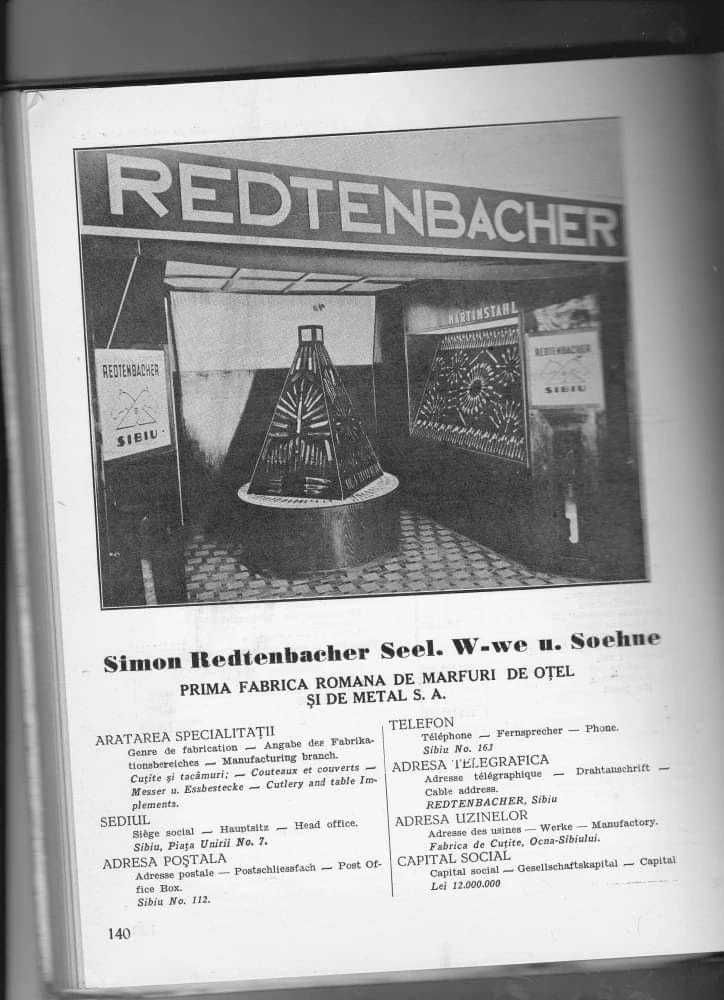 REDTENBACHER
MARTINSTAHL
REDTENBACHER
SIBIU
REDTENBACHER
SIBIU
Simon Redtenbacher Seel. W-we u. Soehne
PRIMA FABRICA ROMANA DE MARFURI DE OȚEL
ȘI DE METAL S. A.
ARATAREA SPECIALITAȚII
Genre de fabrication — Angabe des Fabrika-
tionsbereiches — Manufacturing branch.
Cuțite și tacâmuri; — Couteaux et couverts —
Messer u. Essbestecke — Cutlery and table Im-
plements.
SEDIUL
Siège social — Hauptsitz — Head office.
Sibiu, Piața Unirii No. 7.
ADRESA POȘTALA
Adresse postale — Postschliessfach — Post Of-
fice Box.
Sibiu No. 112.
TELEFON
Téléphone — Fernsprecher — Phone.
Sibiu No. 161
ADRESA TELEGRAFICA
Adresse télégraphique — Drahtanschrift —
Cable address.
REDTENBACHER, Sibiu
ADRESA UZINELOR
Adresse des usines — Werke — Manufactory.
Fabrica de Cuțite, Ocna-Sibiului.
CAPITAL SOCIAL
Capital social — Gesellschaftskapital — Capital
Lei 12.000.000
140